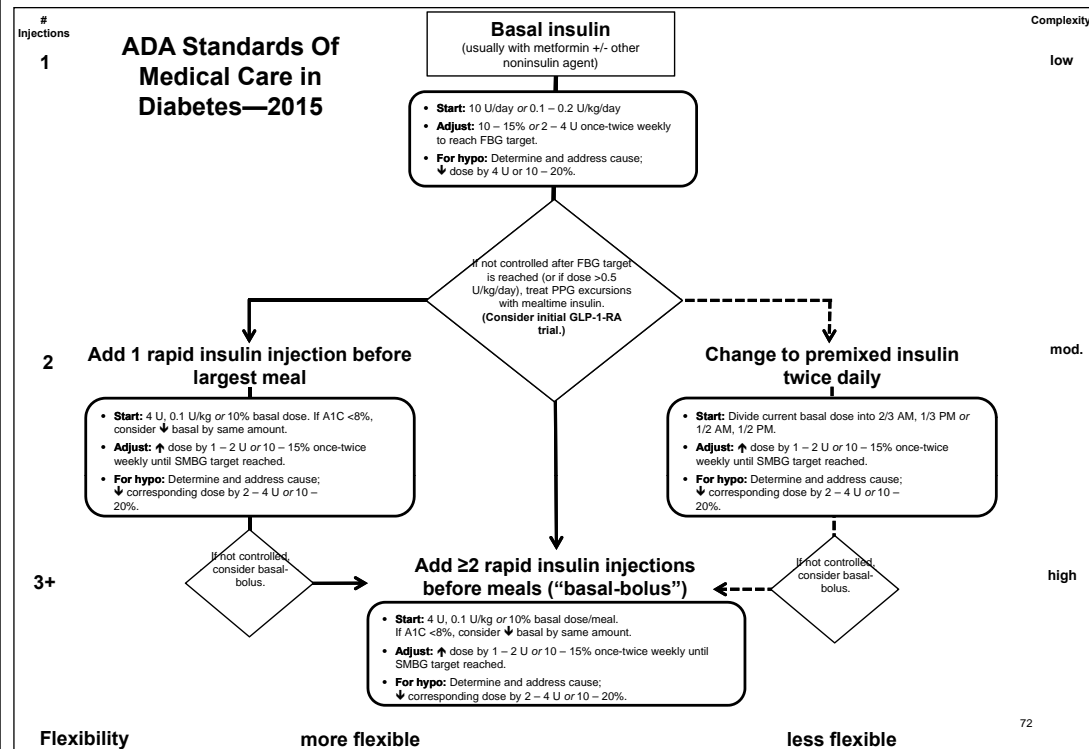 #
Injections
ADA Standards Of
Medical Care in
Diabetes—2015
Complexity
1
low
Basal insulin
(usually with metformin +/- other
noninsulin agent)
• Start: 10 U/day or 0.1 – 0.2 U/kg/day
• Adjust: 10 – 15% or 2 – 4 U once-twice weekly
to reach FBG target.
• For hypo: Determine and address cause;
↓ dose by 4 U or 10 – 20%.
If not controlled after FBG target
is reached (or if dose >0.5
U/kg/day), treat PPG excursions
with mealtime insulin.
(Consider initial GLP-1-RA
trial.)
2
mod.
Add 1 rapid insulin injection before
largest meal
• Start: 4 U, 0.1 U/kg or 10% basal dose. If A1C <8%,
consider ↓ basal by same amount.
• Adjust: ↑ dose by 1 – 2 U or 10 – 15% once-twice
weekly until SMBG target reached.
• For hypo: Determine and address cause;
↓ corresponding dose by 2 – 4 U or 10 –
20%.
Change to premixed insulin
twice daily
• Start: Divide current basal dose into 2/3 AM, 1/3 PM or
1/2 AM, 1/2 PM.
• Adjust: ↑ dose by 1 – 2 U or 10 – 15% once-twice
weekly until SMBG target reached.
• For hypo: Determine and address cause;
↓ corresponding dose by 2 – 4 U or 10 –
20%.
3+
high
If not controlled,
consider basal-
bolus.
Add ≥2 rapid insulin injections
before meals (“basal-bolus”)
• Start: 4 U, 0.1 U/kg or 10% basal dose/meal.
If A1C <8%, consider ↓ basal by same amount.
• Adjust: ↑ dose by 1 – 2 U or 10 – 15% once-twice weekly until
SMBG target reached.
• For hypo: Determine and address cause;
↓ corresponding dose by 2 – 4 U or 10 – 20%.
If not controlled,
consider basal-
bolus.
72
Flexibility
more flexible
less flexible